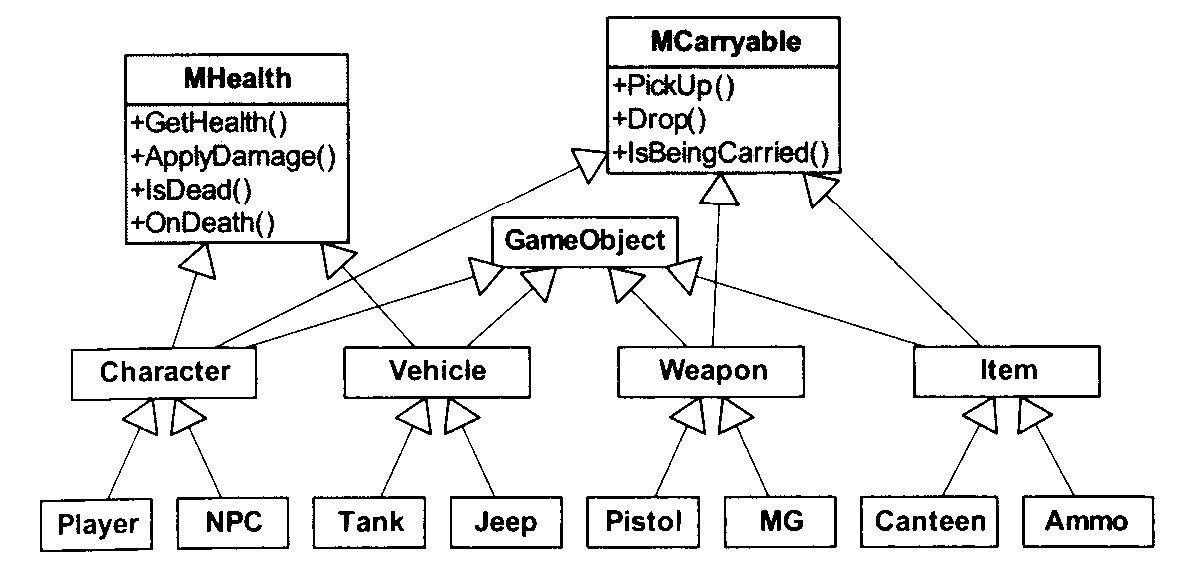 MCarryable
+PickUp()
+Drop()
+IsBeingCarried()
MHealth
+GetHealth()
+ApplyDamage()
+IsDead()
+OnDeath()
GameObject
Character
Vehicle
Weapon
Item
Player
NPC
Tank
Jeep
Pistol
MG
Canteen
Ammo